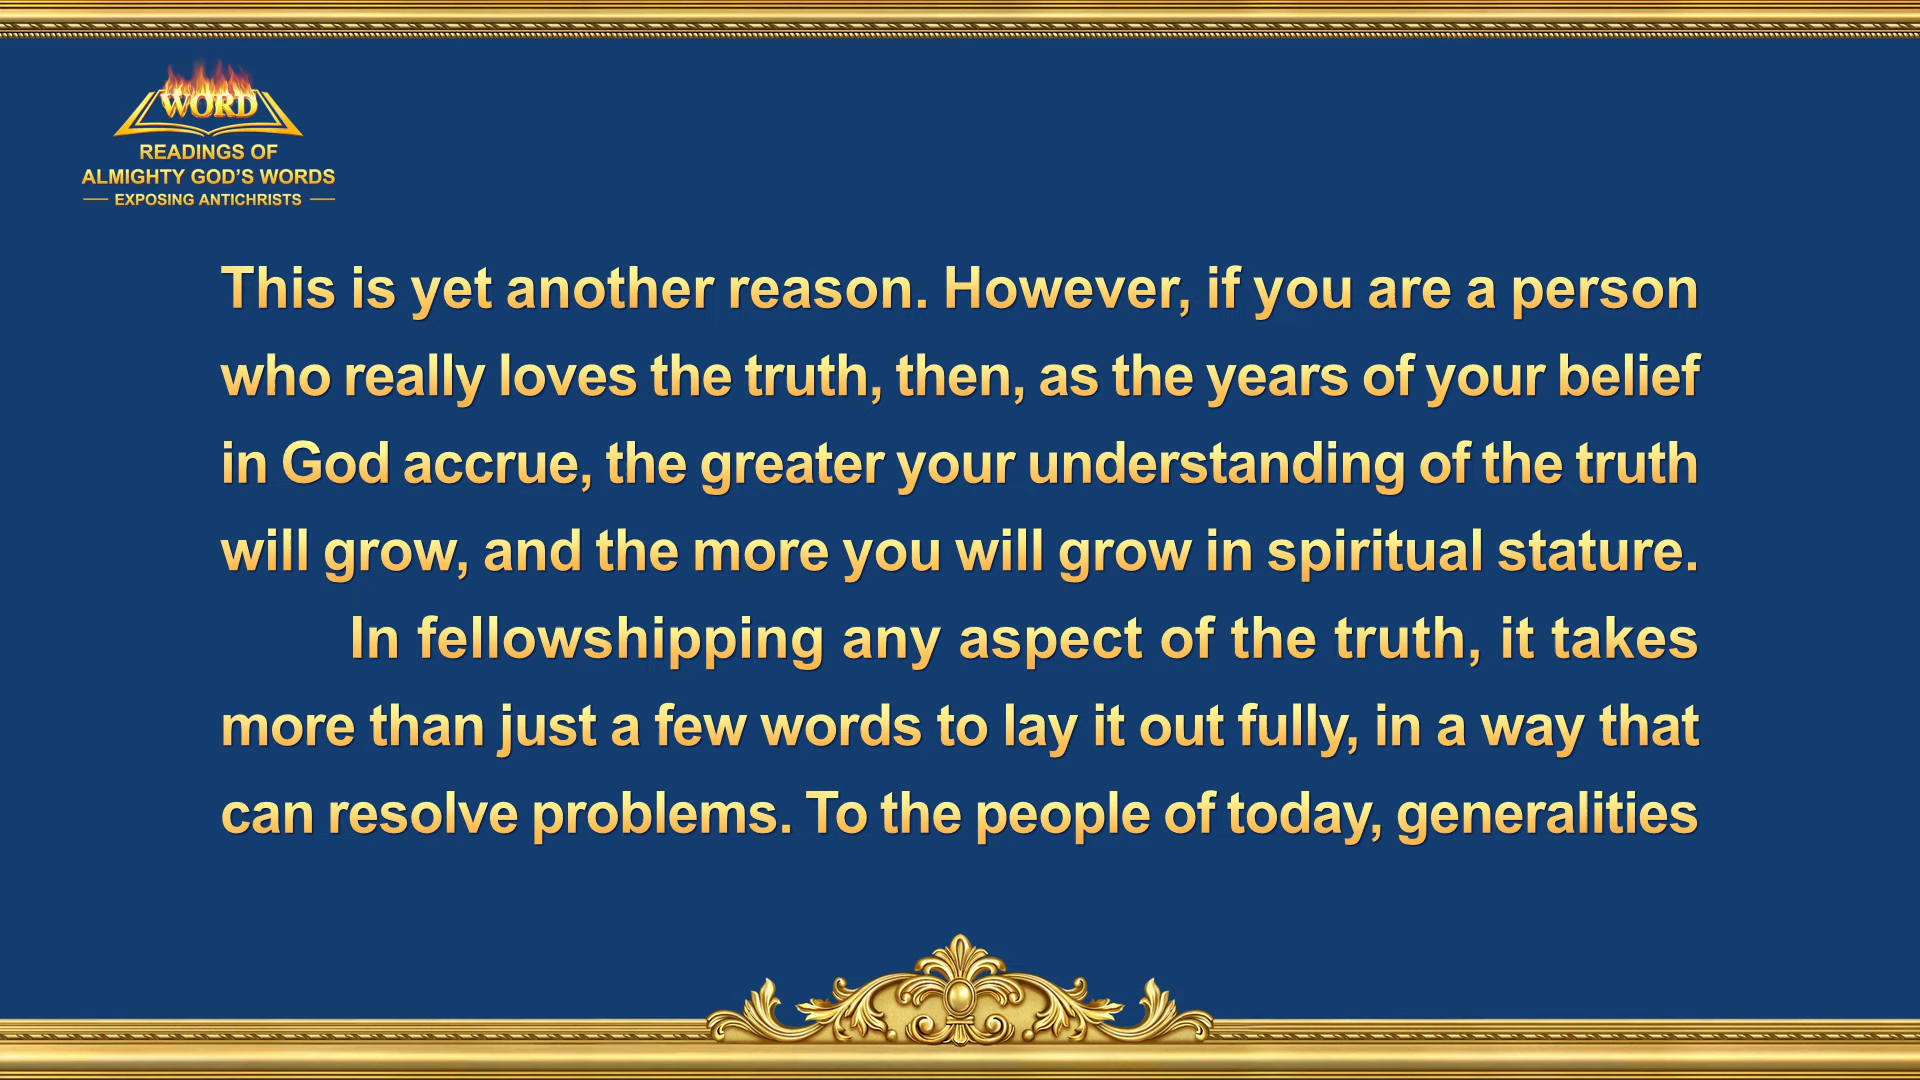 WORD
READINGS OF
ALMIGHTY GOD'S WORDS
EXPOSING ANTICHRISTS
This is yet another reason. However, if you are a person
who really loves the truth, then, as the years of your belief
in God accrue, the greater your understanding of the truth
will grow, and the more you will grow in spiritual stature.
In fellowshipping any aspect of the truth, it takes
more than just a few words to lay it out fully, in a way that
can resolve problems. To the people of today, generalities